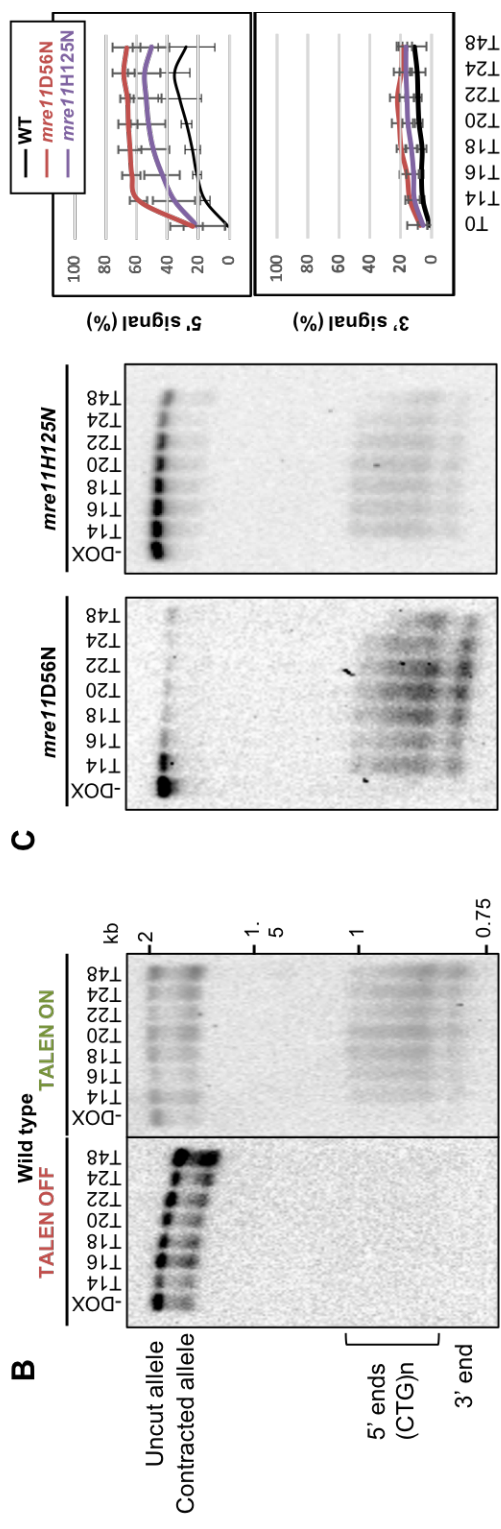 B
Wild type
TALEN OFF
TALEN ON
-DOX T14 T16 T18 T20 T22 T24 T48
-DOX T14 T16 T18 T20 T22 T24 T48
kb
Uncut allele
Contracted allele
5' ends
(CTG)n
3' end
2
1.
5
1
0.75
C
mre11D56N
-DOX T14 T16 T18 T20 T22 T24 T48
mre11H125N
-DOX T14 T16 T18 T20 T22 T24 T48
WT
mre11D56N
mre11H125N
5' signal (%)
100
80
60
40
20
0
3' signal (%)
100
80
60
40
20
0
T0 T14 T16 T18 T20 T22 T24 T48